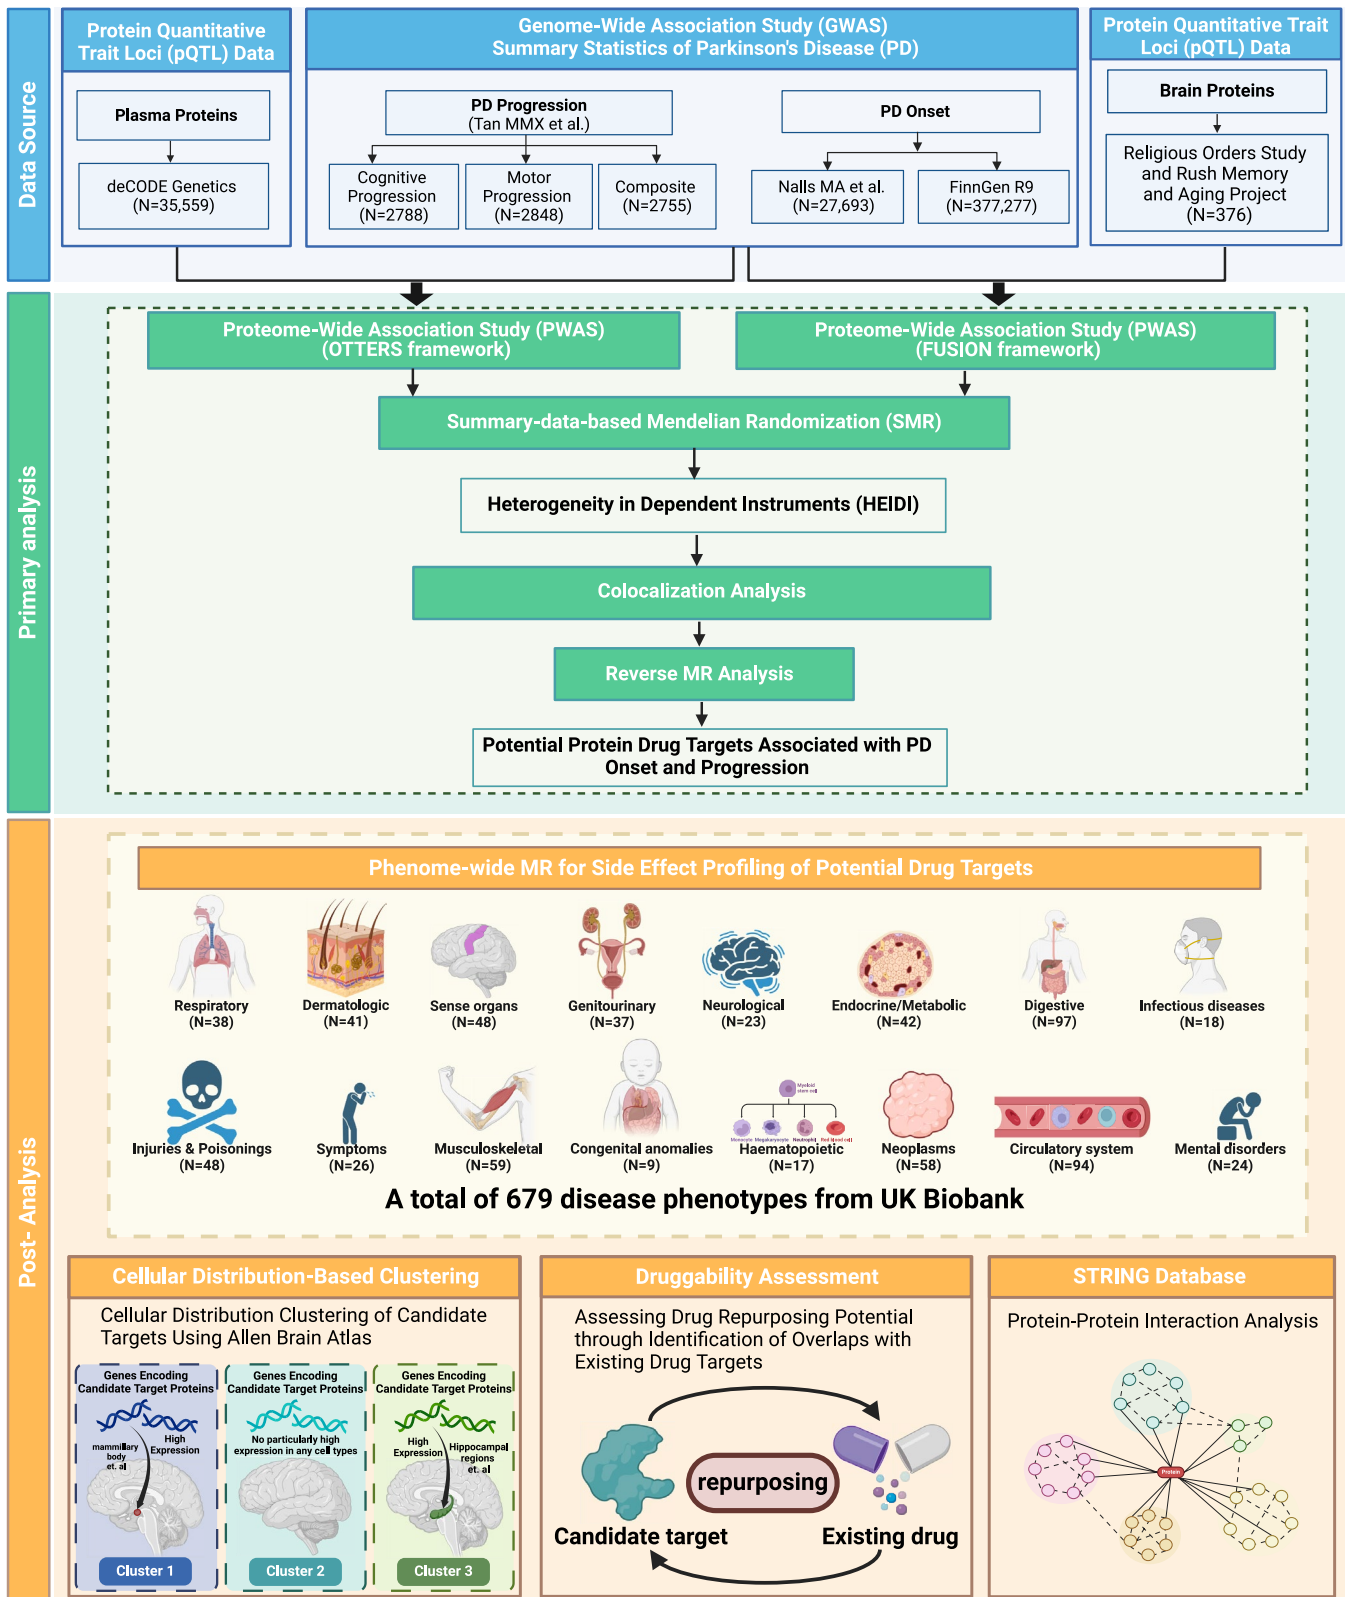 Data Source
Protein Quantitative
Trait Loci (pQTL) Data
Plasma Proteins
deCODE Genetics
(N=35,559)
Genome-Wide Association Study (GWAS)
Summary Statistics of Parkinson's Disease (PD)
PD Progression
(Tan MMX et al.)
Cognitive
Progression
(N=2788)
Motor
Progression
(N=2848)
Composite
(N=2755)
PD Onset
Nalls MA et al.
(N=27,693)
FinnGen R9
(N=377,277)
Protein Quantitative Trait
Loci (pQTL) Data
Brain Proteins
Religious Orders Study
and Rush Memory
and Aging Project
(N=376)
Primary analysis
Proteome-Wide Association Study (PWAS)
(OTTERS framework)
Proteome-Wide Association Study (PWAS)
(FUSION framework)
Summary-data-based Mendelian Randomization (SMR)
Heterogeneity in Dependent Instruments (HEIDI)
Colocalization Analysis
Reverse MR Analysis
Potential Protein Drug Targets Associated with PD
Onset and Progression
Post- Analysis
Phenome-wide MR for Side Effect Profiling of Potential Drug Targets
Respiratory
(N=38)
Dermatologic
(N=41)
Sense organs
(N=48)
Genitourinary
(N=37)
Neurological
(N=23)
Endocrine/Metabolic
(N=42)
Digestive
(N=97)
Infectious diseases
(N=18)
Injuries & Poisonings
(N=48)
Symptoms
(N=26)
Musculoskeletal
(N=59)
Congenital anomalies
(N=9)
Myeloid
stem cell
Monocyte
Megakaryocyte
Neutrophil
Red blood cell
Haematopoietic
(N=17)
Neoplasms
(N=58)
Circulatory system
(N=94)
Mental disorders
(N=24)
A total of 679 disease phenotypes from UK Biobank
Cellular Distribution-Based Clustering
Cellular Distribution Clustering of Candidate
Targets Using Allen Brain Atlas
Genes Encoding
Candidate Target Proteins
High
Expression
mammillary
body
et. al
Cluster 1
Genes Encoding
Candidate Target Proteins
No particularly high
expression in any cell types
Cluster 2
Genes Encoding
Candidate Target Proteins
High
Expression
Hippocampal
regions
et. al
Cluster 3
Druggability Assessment
Assessing Drug Repurposing Potential
through Identification of Overlaps with
Existing Drug Targets
repurposing
Candidate target
Existing drug
STRING Database
Protein-Protein Interaction Analysis
Protein